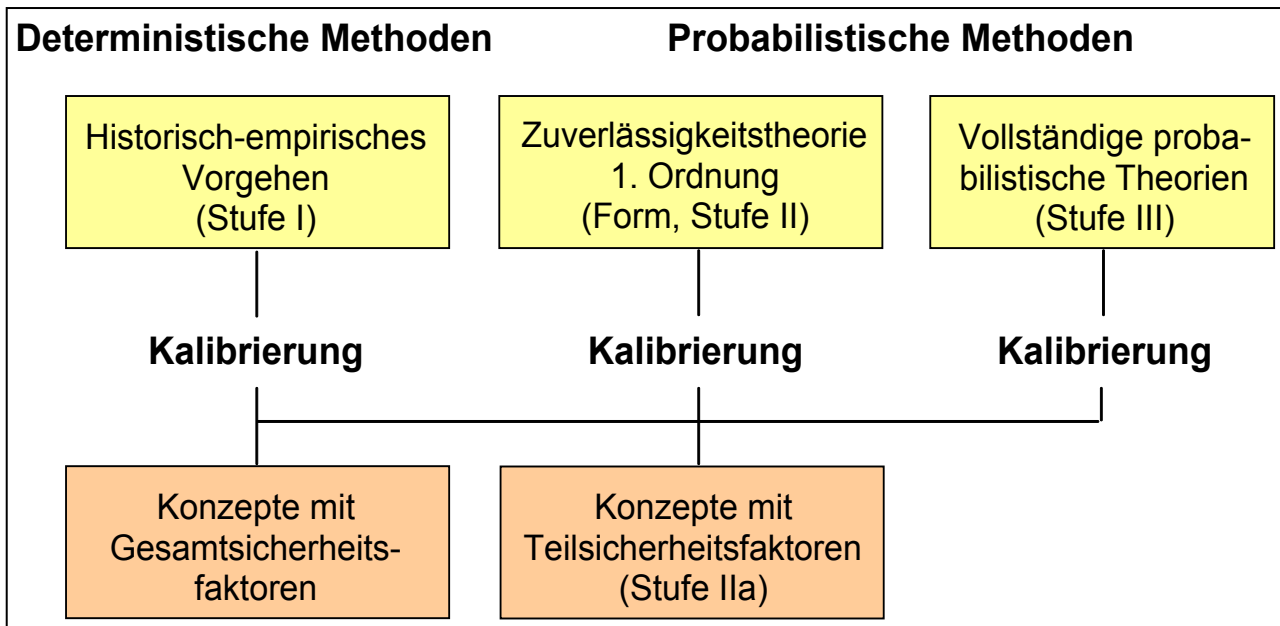 Deterministische Methoden
Probabilistische Methoden
Historisch-empirisches
Vorgehen
(Stufe I)
Zuverlässigkeitstheorie
1. Ordnung
(Form, Stufe II)
Vollständige proba-
bilistische Theorien
(Stufe III)
Kalibrierung
Kalibrierung
Kalibrierung
Konzepte mit
Gesamtsicherheits-
faktoren
Konzepte mit
Teilsicherheitsfaktoren
(Stufe IIa)